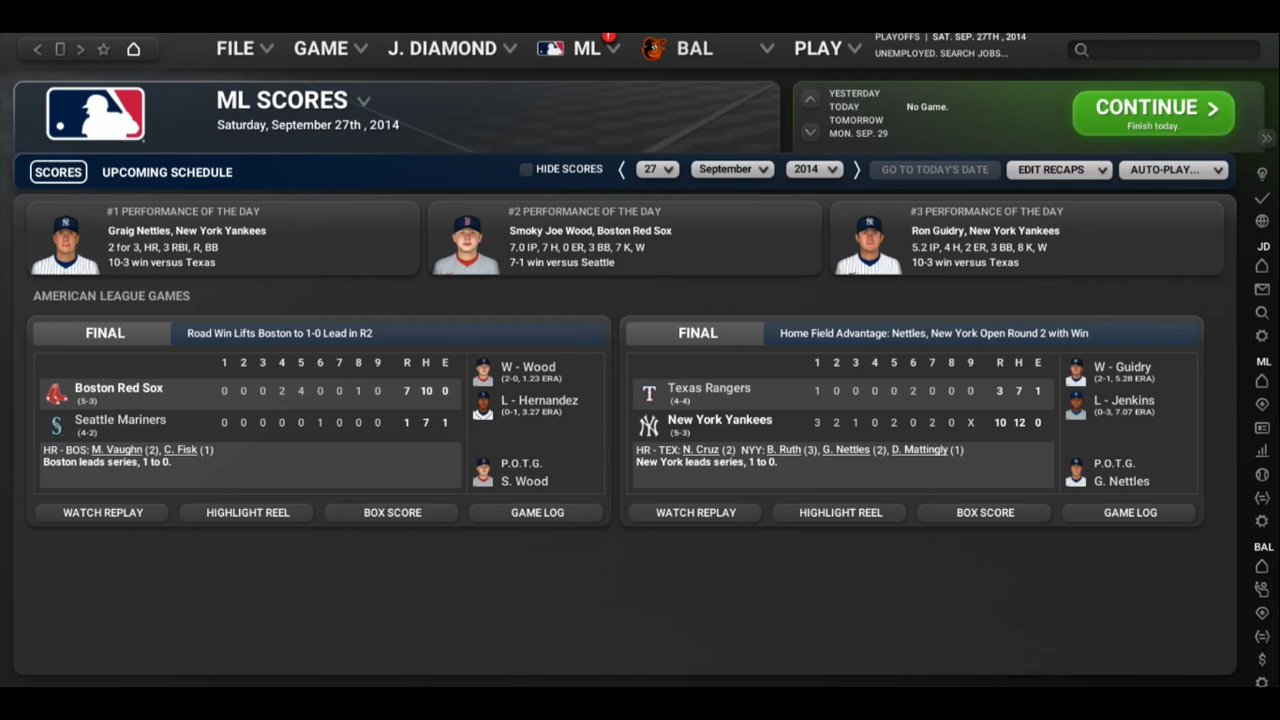 FILE GAME J. DIAMOND ML BAL PLAY
PLAYOFFS | SAT. SEP. 27TH , 2014
UNEMPLOYED. SEARCH JOBS...
ML SCORES
Saturday, September 27th , 2014
YESTERDAY
TODAY No Game.
TOMORROW
MON. SEP. 29
CONTINUE
Finish today.
SCORES UPCOMING SCHEDULE HIDE SCORES 27 September 2014 GO TO TODAY'S DATE EDIT RECAPS AUTO-PLAY...
#1 PERFORMANCE OF THE DAY
Graig Nettles, New York Yankees
2 for 3, HR, 3 RBI, R, BB
10-3 win versus Texas
#2 PERFORMANCE OF THE DAY
Smoky Joe Wood, Boston Red Sox
7.0 IP, 7 H, 0 ER, 3 BB, 7 K, W
7-1 win versus Seattle
#3 PERFORMANCE OF THE DAY
Ron Guidry, New York Yankees
5.2 IP, 4 H, 2 ER, 3 BB, 8 K, W
10-3 win versus Texas
AMERICAN LEAGUE GAMES
FINAL Road Win Lifts Boston to 1-0 Lead in R2
1 2 3 4 5 6 7 8 9 R H E
Boston Red Sox 0 0 0 2 4 0 0 1 0 7 10 0
(5-3)
Seattle Mariners 0 0 0 0 0 1 0 0 0 1 7 1
(4-2)
HR - BOS: M. Vaughn (2), C. Fisk (1)
Boston leads series, 1 to 0.
W - Wood
(2-0, 1.23 ERA)
L - Hernandez
(0-1, 3.27 ERA)
P.O.T.G.
S. Wood
WATCH REPLAY HIGHLIGHT REEL BOX SCORE GAME LOG
FINAL Home Field Advantage: Nettles, New York Open Round 2 with Win
1 2 3 4 5 6 7 8 9 R H E
Texas Rangers 1 0 0 0 0 2 0 0 0 3 7 1
(4-4)
New York Yankees 3 2 1 0 2 0 2 0 X 10 12 0
(5-3)
HR - TEX: N. Cruz (2) NYY: B. Ruth (3), G. Nettles (2), D. Mattingly (1)
New York leads series, 1 to 0.
W - Guidry
(2-1, 5.28 ERA)
L - Jenkins
(0-3, 7.07 ERA)
P.O.T.G.
G. Nettles
WATCH REPLAY HIGHLIGHT REEL BOX SCORE GAME LOG
JD
ML
BAL